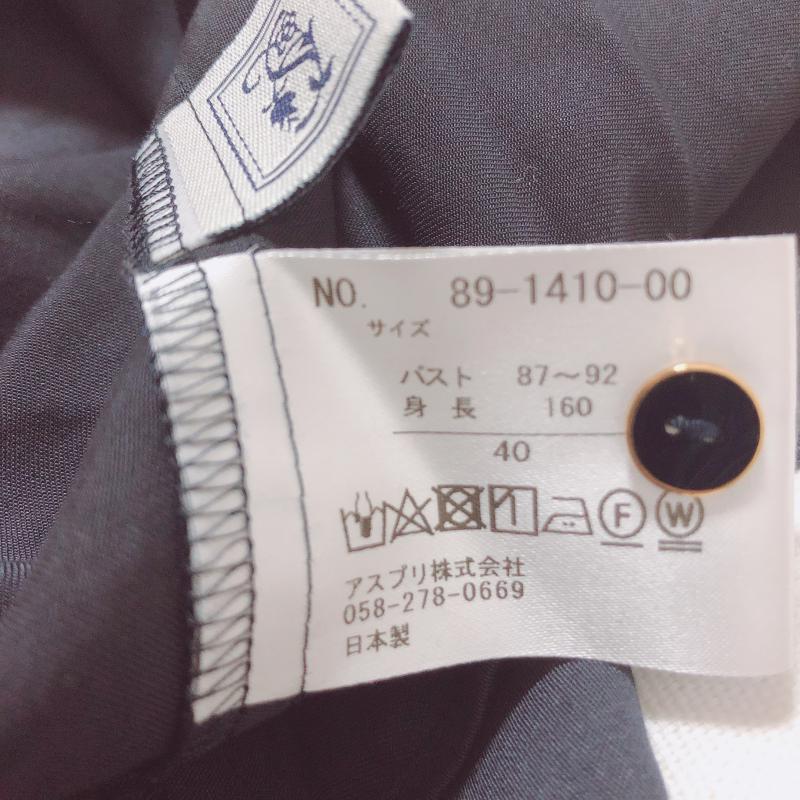 NO. 89-1410-00
サイズ
バスト 87～92
身長 160
40
F W
アスプリ株式会社
058-278-0669
日本製